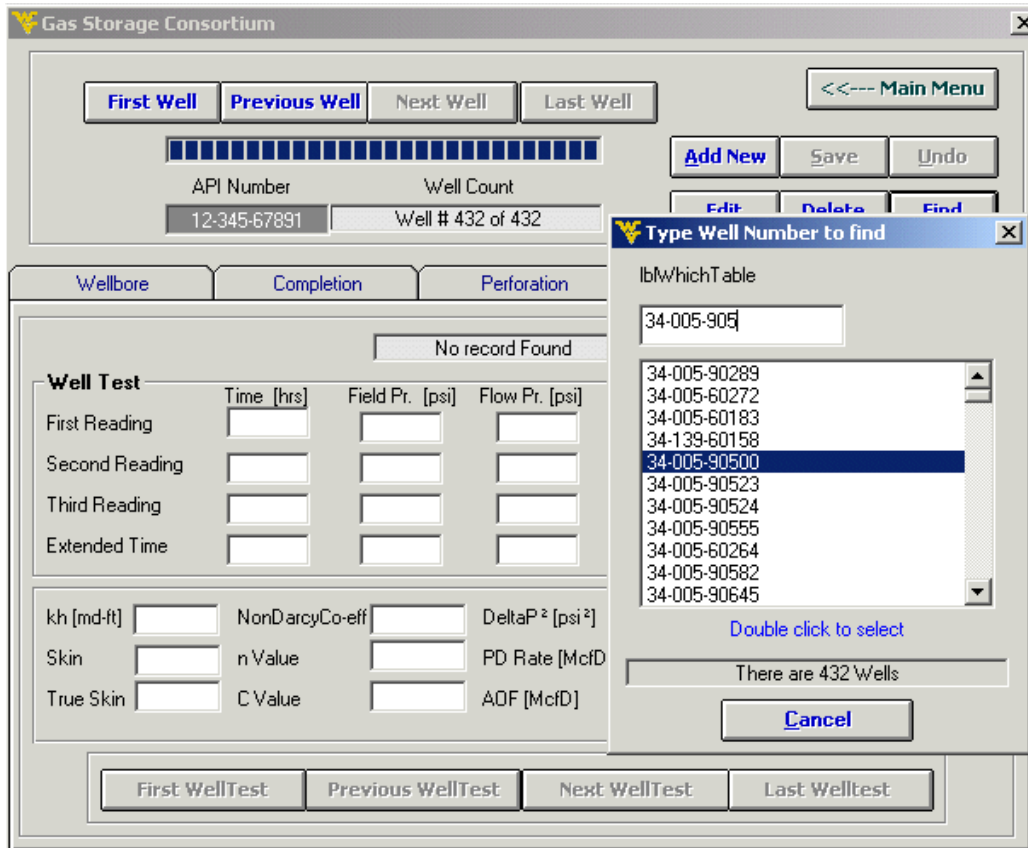 Gas Storage Consortium
First Well Previous Well Next Well Last Well
<<--- Main Menu
Add New Save Undo
API Number Well Count
12-345-67891 Well # 432 of 432
Edit Delete Find
Wellbore Completion Perforation
No record Found
Well Test
Time [hrs] Field Pr. [psi] Flow Pr. [psi]
First Reading
Second Reading
Third Reading
Extended Time
kh [md-ft] NonDarcyCo-eff DeltaP² [psi²]
Skin n Value PD Rate [McfD
True Skin C Value AOF [McfD]
First WellTest Previous WellTest Next WellTest Last Welltest
Type Well Number to find
lblWhichTable
34-005-905
34-005-90289
34-005-60272
34-005-60183
34-139-60158
34-005-90500
34-005-90523
34-005-90524
34-005-90555
34-005-60264
34-005-90582
34-005-90645
Double click to select
There are 432 Wells
Cancel